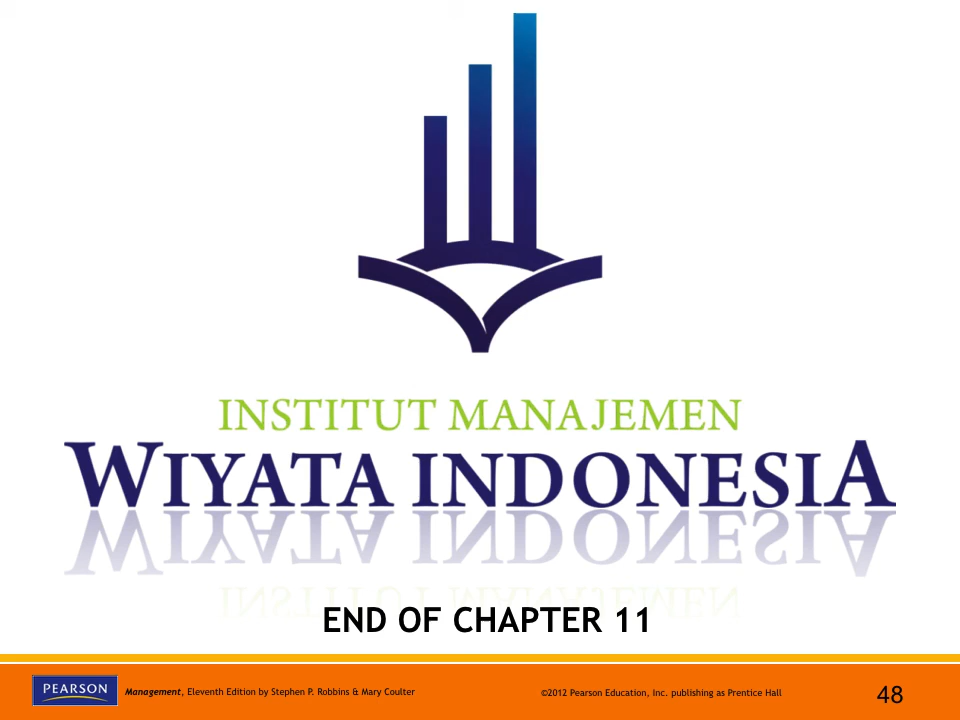 INSTITUT MANAJEMEN
WIYATA INDONESIA
END OF CHAPTER 11
PEARSON
Management, Eleventh Edition by Stephen P. Robbins & Mary Coulter
©2012 Pearson Education, Inc. publishing as Prentice Hall
48